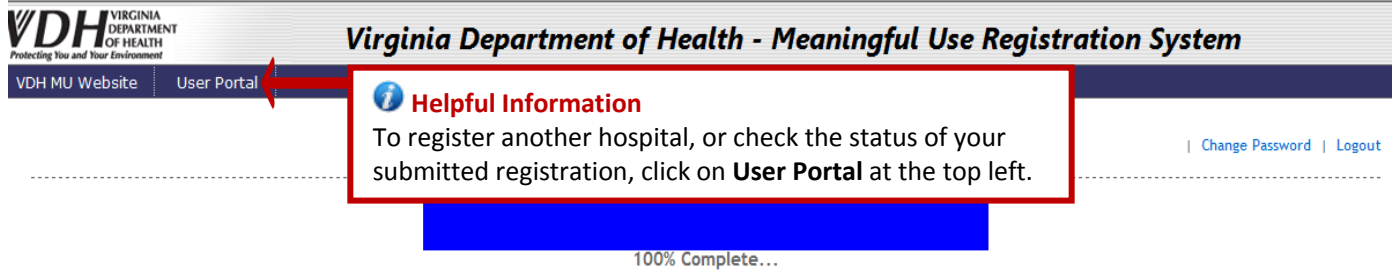 VDH VIRGINIA
DEPARTMENT
OF HEALTH
Protecting You and Your Environment
Virginia Department of Health - Meaningful Use Registration System
VDH MU Website User Portal
Helpful Information
To register another hospital, or check the status of your
submitted registration, click on User Portal at the top left.
| Change Password | Logout
100% Complete...